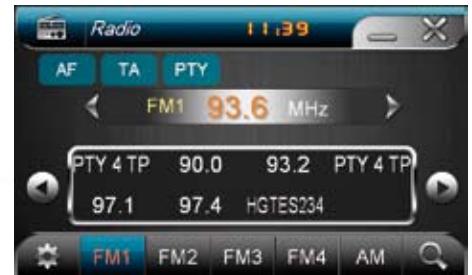 Radio 11:39
AF TA PTY
FM1 93.6 MHz
PTY 4 TP 90.0 93.2 PTY 4 TP
97.1 97.4 HGTES234
FM1 FM2 FM3 FM4 AM